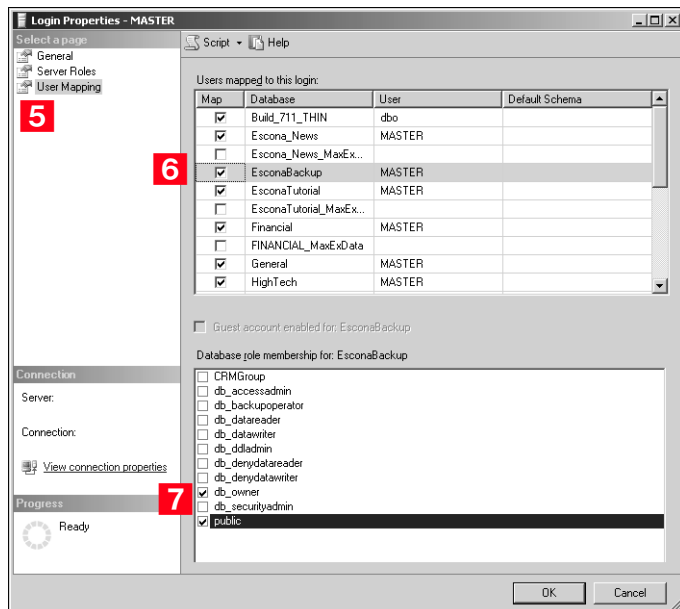 Login Properties - MASTER
Select a page
General
Server Roles
User Mapping
5
Script
Help
Users mapped to this login:
Map Database User Default Schema
Build_711_THIN dbo
Escona_News MASTER
Escona_News_MaxEx...
6
EsconaBackup MASTER
EsconaTutorial MASTER
EsconaTutorial_MaxEx...
Financial MASTER
FINANCIAL_MaxExData
General MASTER
HighTech MASTER
Guest account enabled for: EsconaBackup
Database role membership for: EsconaBackup
CRMGroup
db_accessadmin
db_backupoperator
db_datareader
db_datawriter
db_ddladmin
db_denydatareader
db_denydatawriter
7
db_owner
db_securityadmin
public
Connection
Server:
Connection:
View connection properties
Progress
Ready
OK
Cancel